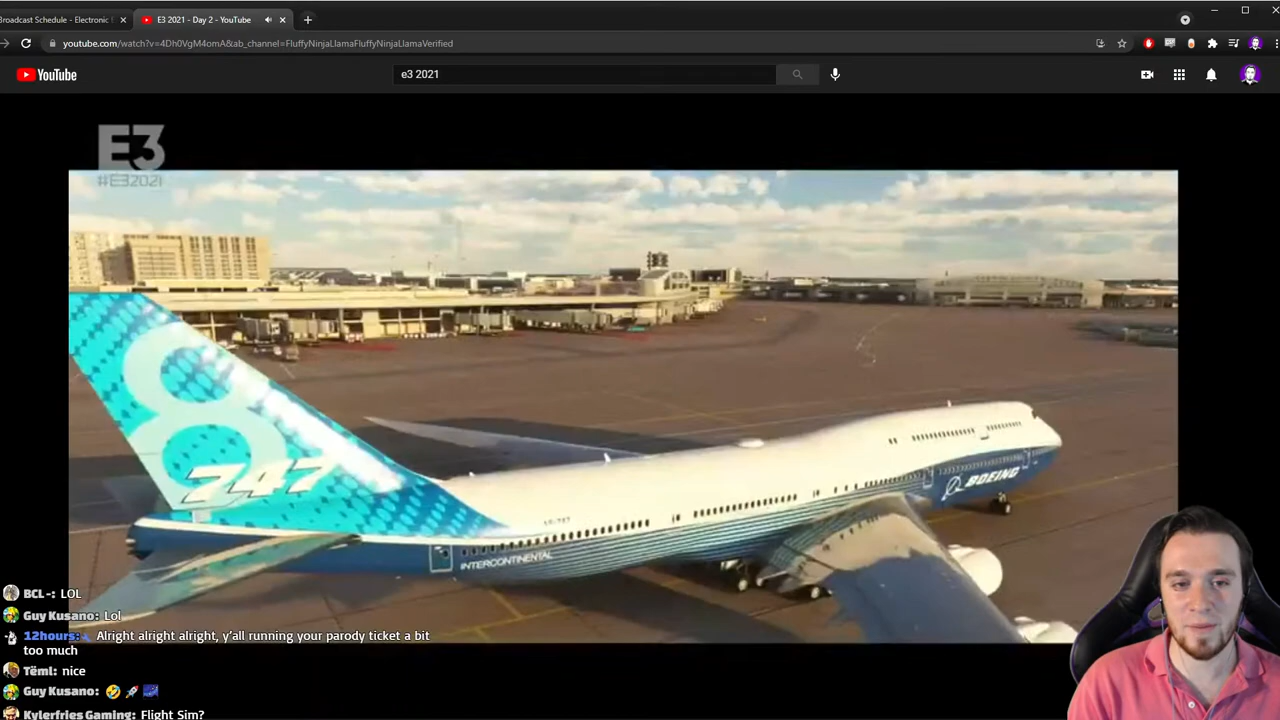 Broadcast Schedule - Electronic E
E3 2021 - Day 2 - YouTube
youtube.com/watch?v=4Dh0VgM4omA&ab_channel=FluffyNinjaLlamaFluffyNinjaLlamaVerified
YouTube
e3 2021
E3
#E32021
8
747
BOEING
INTERCONTINENTAL
BCL -: LOL
Guy Kusano: Lol
12hours: Alright alright alright, y'all running your parody ticket a bit
too much
Tëml: nice
Guy Kusano: 🤣 🚀 🌌
Kylerfries Gaming: Flight Sim?